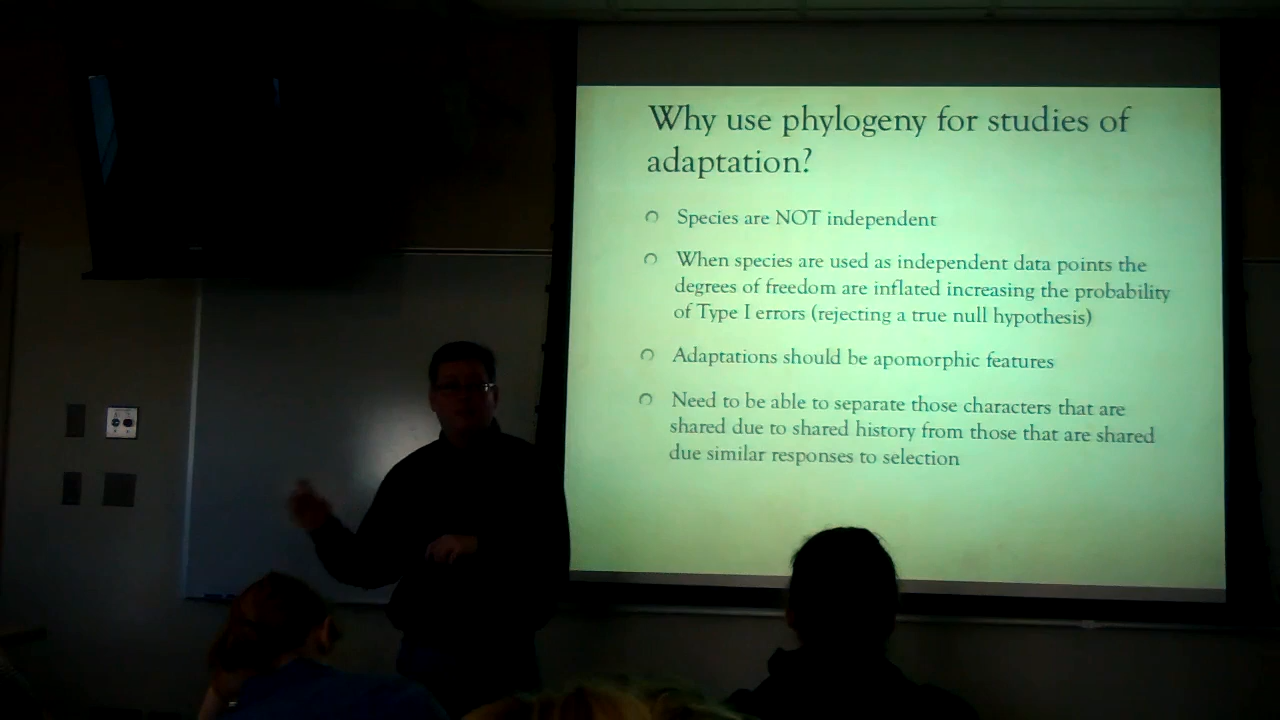 Why use phylogeny for studies of
adaptation?
Species are NOT independent
When species are used as independent data points the
degrees of freedom are inflated increasing the probability
of Type I errors (rejecting a true null hypothesis)
Adaptations should be apomorphic features
Need to be able to separate those characters that are
shared due to shared history from those that are shared
due similar responses to selection